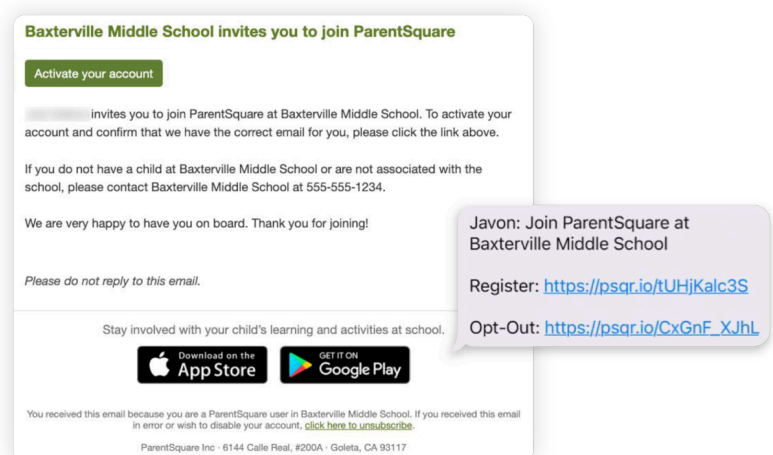 Baxterville Middle School invites you to join ParentSquare
Activate your account
invites you to join ParentSquare at Baxterville Middle School. To activate your
account and confirm that we have the correct email for you, please click the link above.
If you do not have a child at Baxterville Middle School or are not associated with the
school, please contact Baxterville Middle School at 555-555-1234.
We are very happy to have you on board. Thank you for joining!
Please do not reply to this email.
Stay involved with your child's learning and activities at school.
Download on the
App Store
GET IT ON
Google Play
You received this email because you are a ParentSquare user in Baxterville Middle School. If you received this email
in error or wish to disable your account, click here to unsubscribe.
ParentSquare Inc · 6144 Calle Real, #200A · Goleta, CA 93117
Javon: Join ParentSquare at
Baxterville Middle School
Register: https://psqr.io/tUHjKalc3S
Opt-Out: https://psqr.io/CxGnF_XJhL